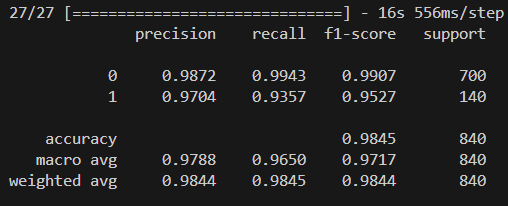 27/27 [==============================] - 16s 556ms/step
              precision    recall  f1-score   support

           0     0.9872    0.9943    0.9907       700
           1     0.9704    0.9357    0.9527       140

    accuracy                         0.9845       840
   macro avg     0.9788    0.9650    0.9717       840
weighted avg     0.9844    0.9845    0.9844       840